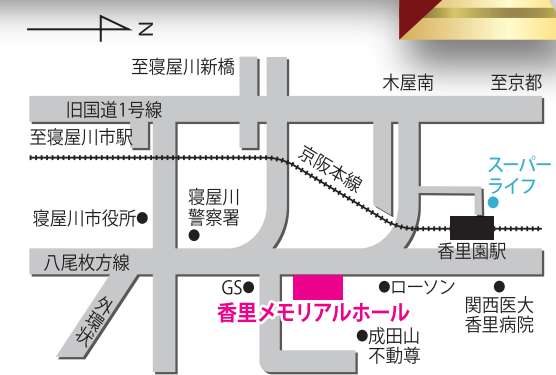 N
至寝屋川新橋
木屋南
至京都
旧国道1号線
至寝屋川市駅
京阪本線
スーパー
ライフ
寝屋川市役所
寝屋川
警察署
香里園駅
八尾枚方線
GS
ローソン
香里メモリアルホール
関西医大
香里病院
外環状
成田山
不動尊